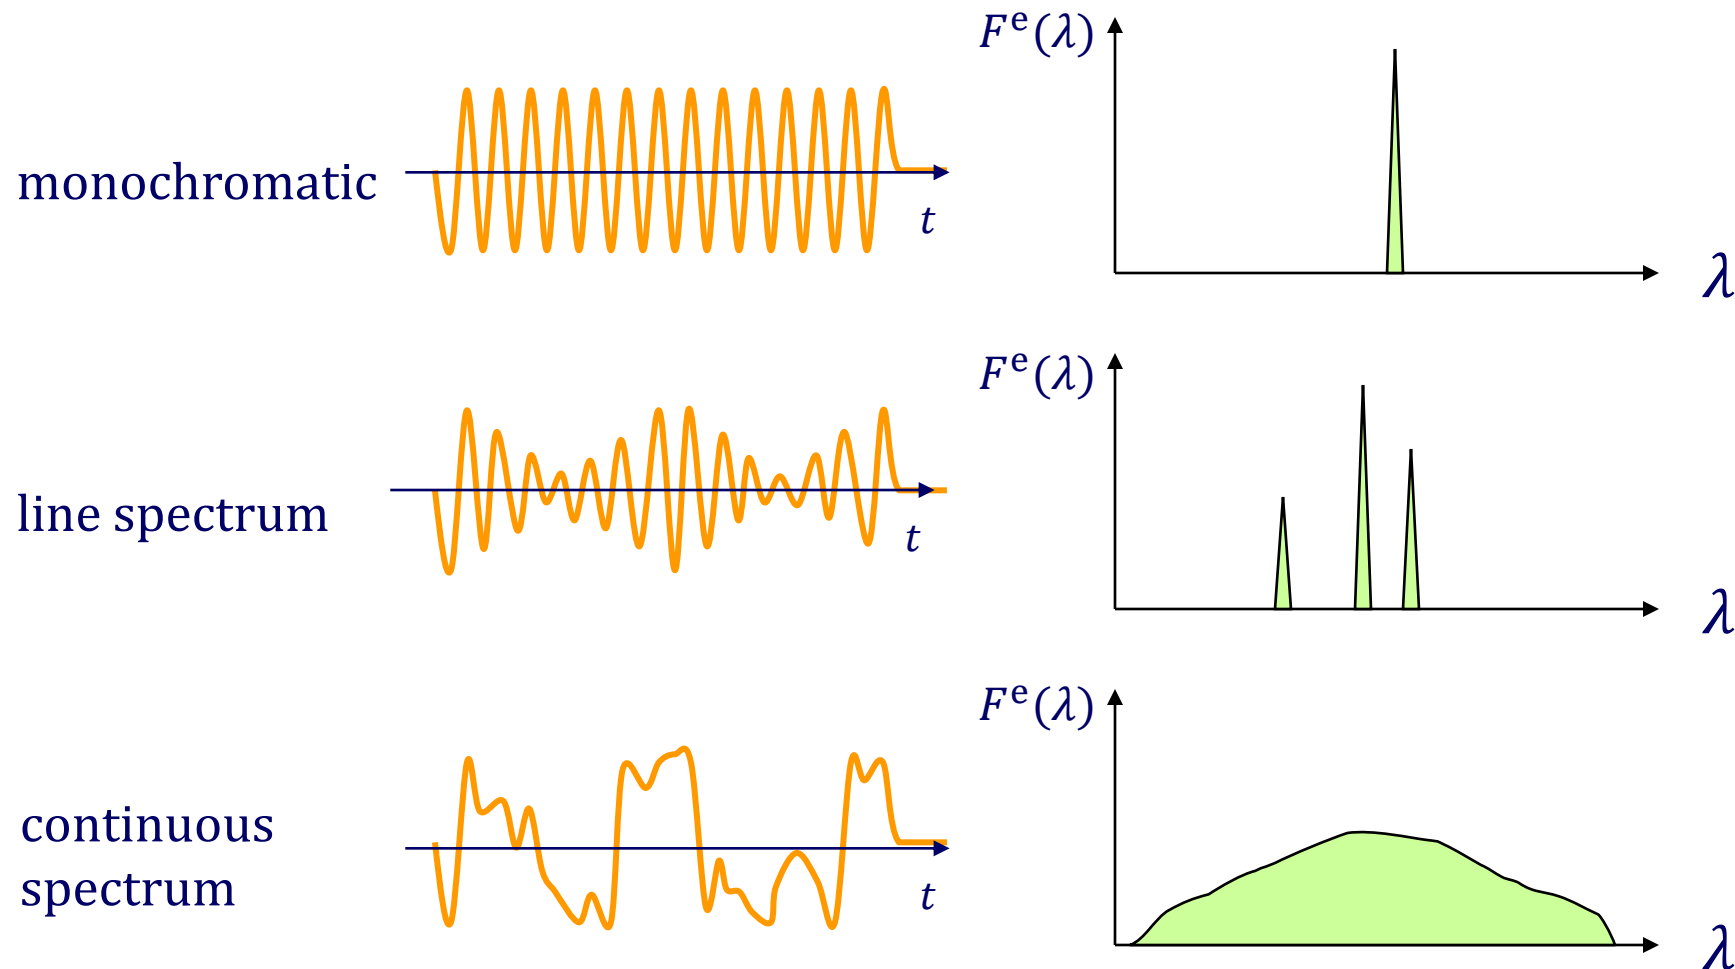 monochromatic
t
Fᵉ(λ)
λ
line spectrum
t
Fᵉ(λ)
λ
continuous
spectrum
t
Fᵉ(λ)
λ